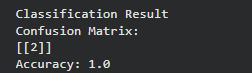 Classification Result
Confusion Matrix:
[[2]]
Accuracy: 1.0